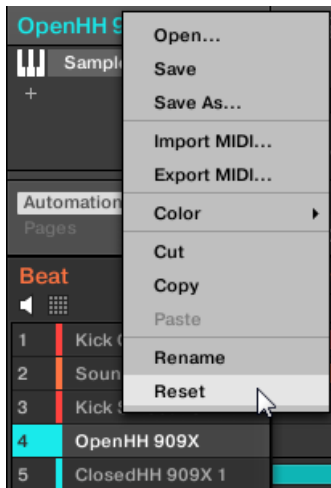 OpenHH 9
Open...
Save
Save As...
Import MIDI...
Export MIDI...
Color
Cut
Copy
Paste
Rename
Reset
Sample
+
Automation
Pages
Beat
1 Kick
2 Soun
3 Kick
4 OpenHH 909X
5 ClosedHH 909X 1